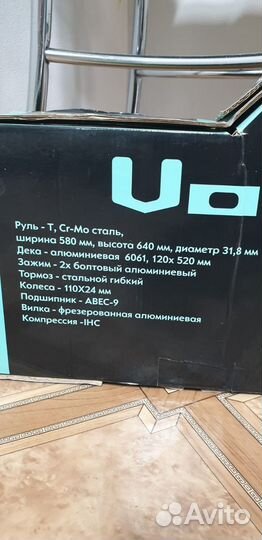 Uo
Руль - Т, Cr-Mo сталь,
ширина 580 мм, высота 640 мм, диаметр 31,8 мм
Дека - алюминиевая 6061, 120х 520 мм
Зажим - 2х болтовый алюминиевый
Тормоз - стальной гибкий
Колеса - 110Х24 мм
Подшипник - ABEC-9
Вилка - фрезерованная алюминиевая
Компрессия -IHC
Avito